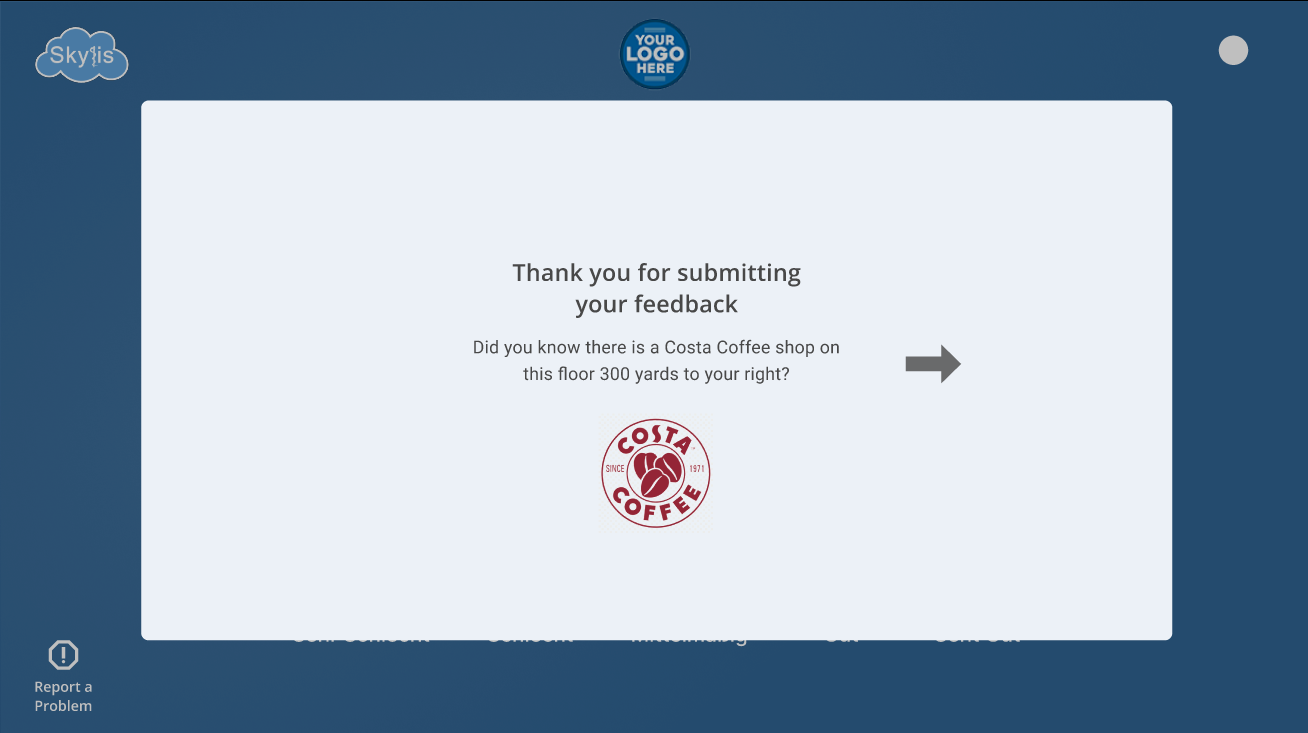 Skylis
YOUR
LOGO
HERE
Thank you for submitting
your feedback
Did you know there is a Costa Coffee shop on
this floor 300 yards to your right?
COSTA
SINCE 1971
COFFEE
Report a
Problem